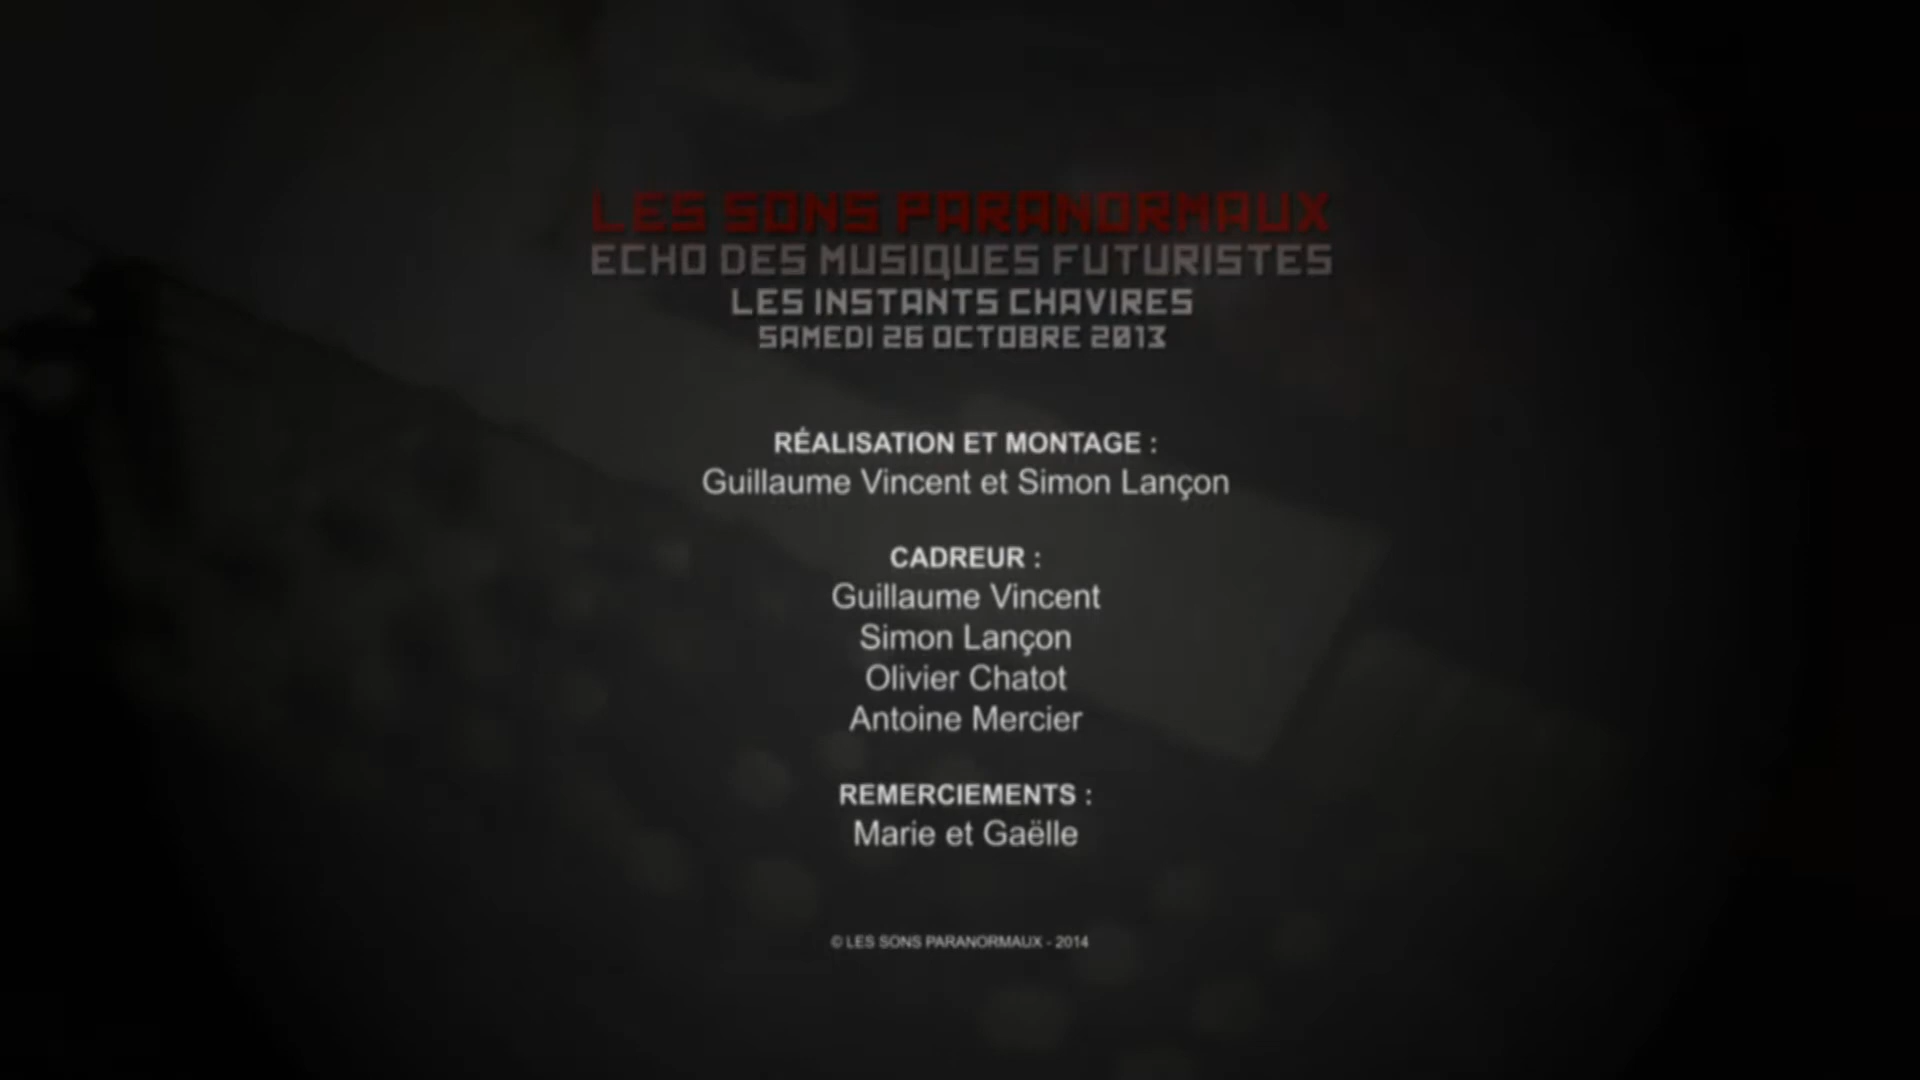 LES SONS PARANORMAUX
ECHO DES MUSIQUES FUTURISTES
LES INSTANTS CHAVIRES
SAMEDI 26 OCTOBRE 2013
RÉALISATION ET MONTAGE :
Guillaume Vincent et Simon Lançon
CADREUR :
Guillaume Vincent
Simon Lançon
Olivier Chatot
Antoine Mercier
REMERCIEMENTS :
Marie et Gaëlle
© LES SONS PARANORMAUX - 2014